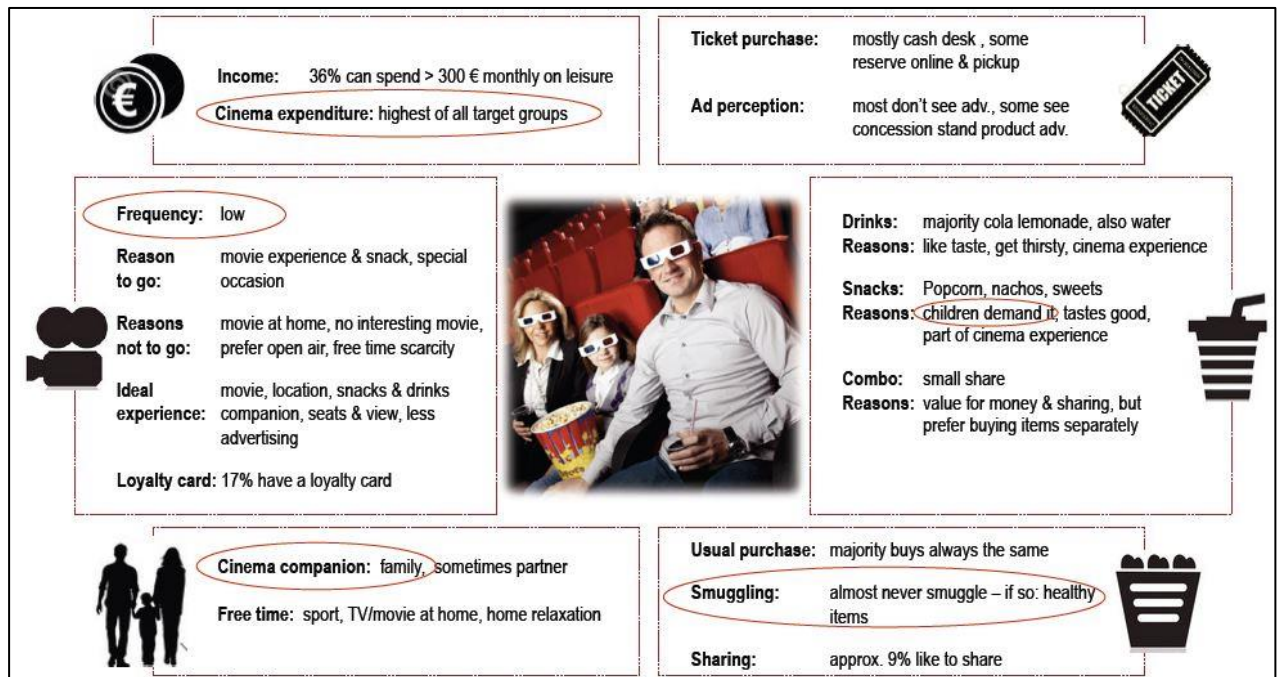 Income: 36% can spend > 300 € monthly on leisure
Cinema expenditure: highest of all target groups
Ticket purchase: mostly cash desk , some
reserve online & pickup
Ad perception: most don't see adv., some see
concession stand product adv.
TICKET
Frequency: low
Reason movie experience & snack, special
to go: occasion
Reasons movie at home, no interesting movie,
not to go: prefer open air, free time scarcity
Ideal movie, location, snacks & drinks
experience: companion, seats & view, less
advertising
Loyalty card: 17% have a loyalty card
Drinks: majority cola lemonade, also water
Reasons: like taste, get thirsty, cinema experience
Snacks: Popcorn, nachos, sweets
Reasons: children demand it, tastes good,
part of cinema experience
Combo: small share
Reasons: value for money & sharing, but
prefer buying items separately
Cinema companion: family, sometimes partner
Free time: sport, TV/movie at home, home relaxation
Usual purchase: majority buys always the same
Smuggling: almost never smuggle – if so: healthy
items
Sharing: approx. 9% like to share